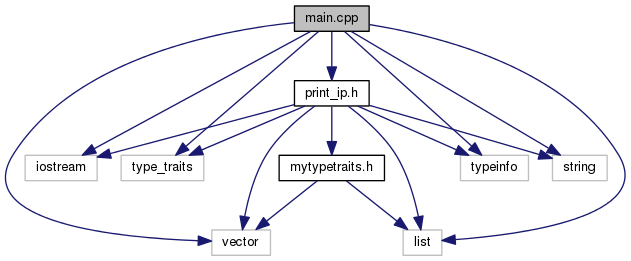 main.cpp
print_ip.h
iostream
type_traits
mytypetraits.h
typeinfo
string
vector
list